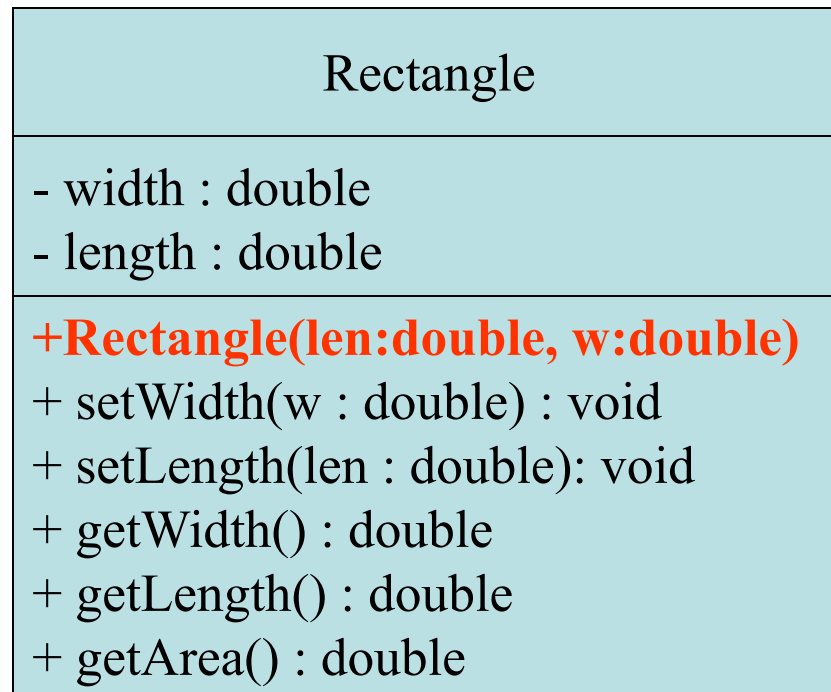 Rectangle
- width : double
- length : double
+Rectangle(len:double, w:double)
+ setWidth(w : double) : void
+ setLength(len : double): void
+ getWidth() : double
+ getLength() : double
+ getArea() : double